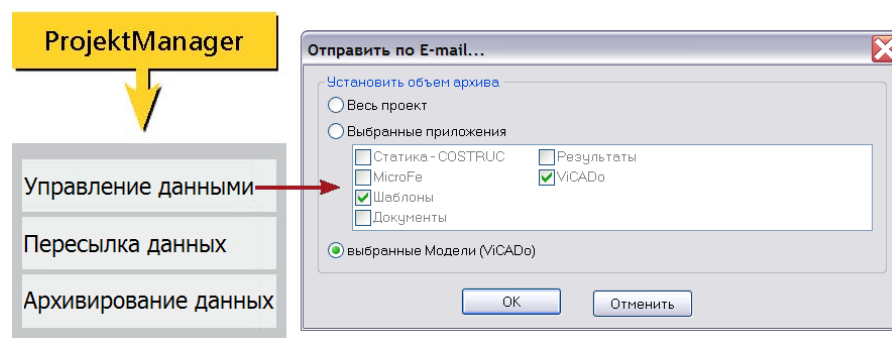 ProjektManager
Управление данными
Пересылка данных
Архивирование данных
Отправить по E-mail...
Установить объем архива
Весь проект
Выбранные приложения
Статика - COSTRUC
Результаты
MicroFe
ViCADo
Шаблоны
Документы
выбранные Модели (ViCADo)
OK
Отменить